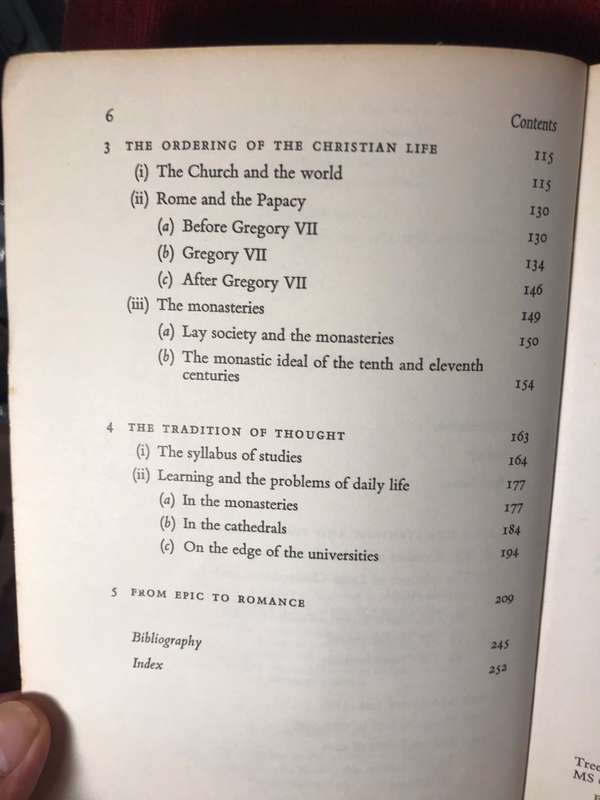 6 Contents
3 THE ORDERING OF THE CHRISTIAN LIFE 115
(i) The Church and the world 115
(ii) Rome and the Papacy 130
(a) Before Gregory VII 130
(b) Gregory VII 134
(c) After Gregory VII 146
(iii) The monasteries 149
(a) Lay society and the monasteries 150
(b) The monastic ideal of the tenth and eleventh
centuries 154
4 THE TRADITION OF THOUGHT 163
(i) The syllabus of studies 164
(ii) Learning and the problems of daily life 177
(a) In the monasteries 177
(b) In the cathedrals 184
(c) On the edge of the universities 194
5 FROM EPIC TO ROMANCE 209
Bibliography 245
Index 252
MS